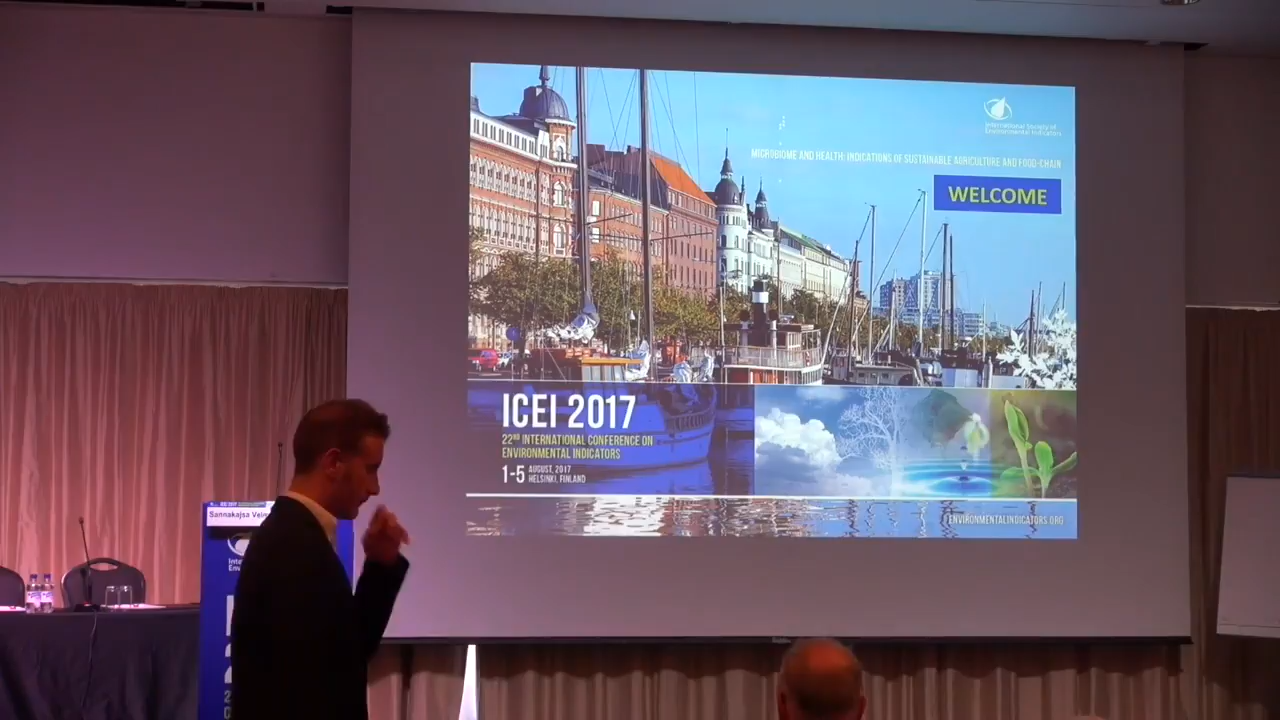 International Society of
Environmental Indicators
MICROBIOME AND HEALTH: INDICATIONS OF SUSTAINABLE AGRICULTURE AND FOOD-CHAIN
WELCOME
ICEI 2017
22ND INTERNATIONAL CONFERENCE ON
ENVIRONMENTAL INDICATORS
1-5 AUGUST, 2017
HELSINKI, FINLAND
ENVIRONMENTALINDICATORS.ORG
Sannakajsa